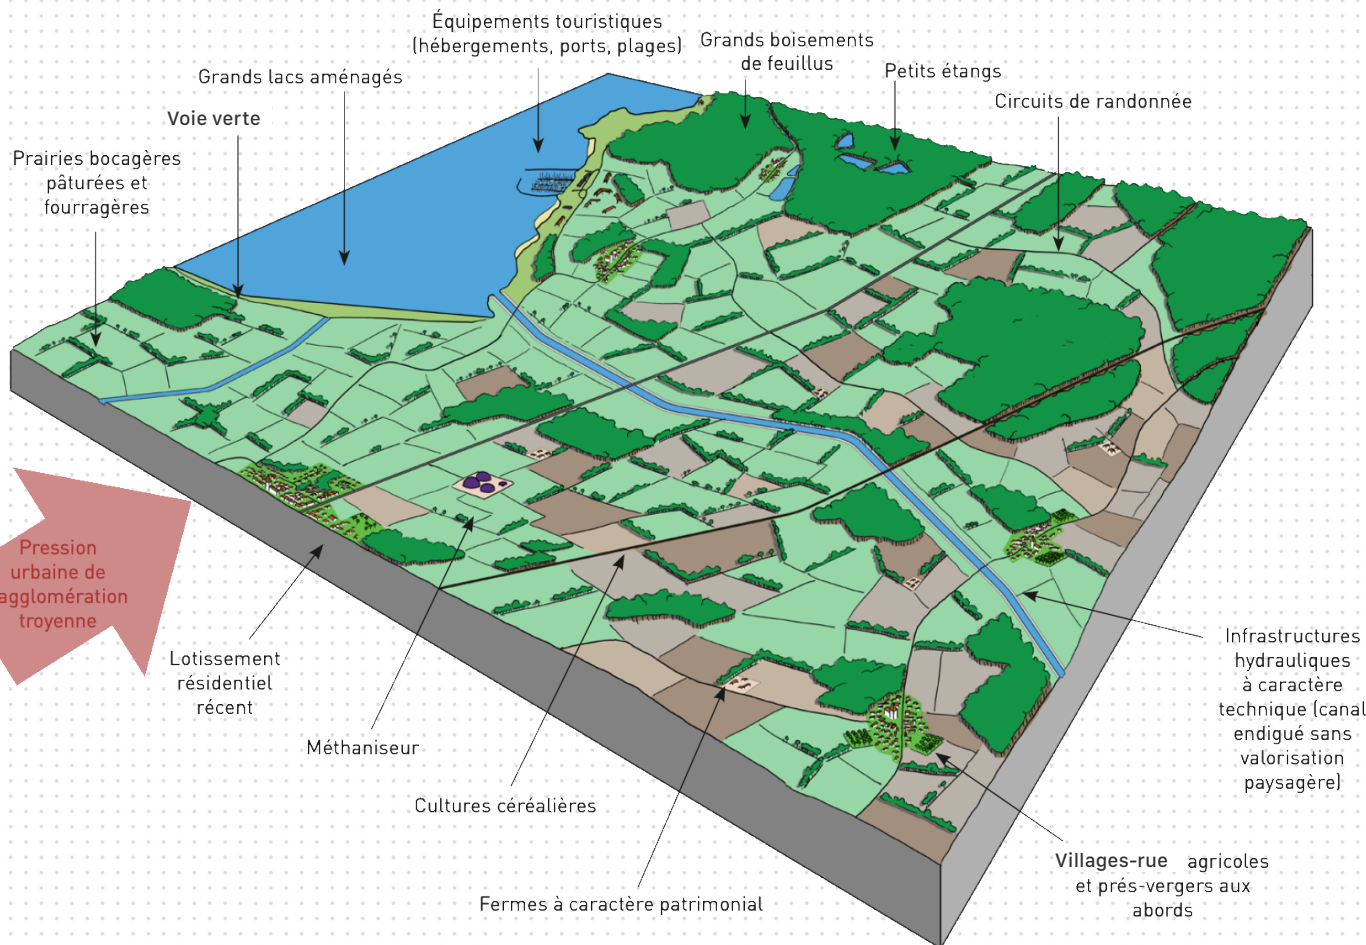 Équipements touristiques
(hébergements, ports, plages)
Grands boisements
de feuillus
Grands lacs aménagés
Petits étangs
Circuits de randonnée
Voie verte
Prairies bocagères
pâturées et
fourragères
Pression
urbaine de
agglomération
troyenne
Lotissement
résidentiel
récent
Méthaniseur
Cultures céréalières
Fermes à caractère patrimonial
Infrastructures
hydrauliques
à caractère
technique (canal
endigué sans
valorisation
paysagère)
Villages-rue agricoles
et prés-vergers aux
abords